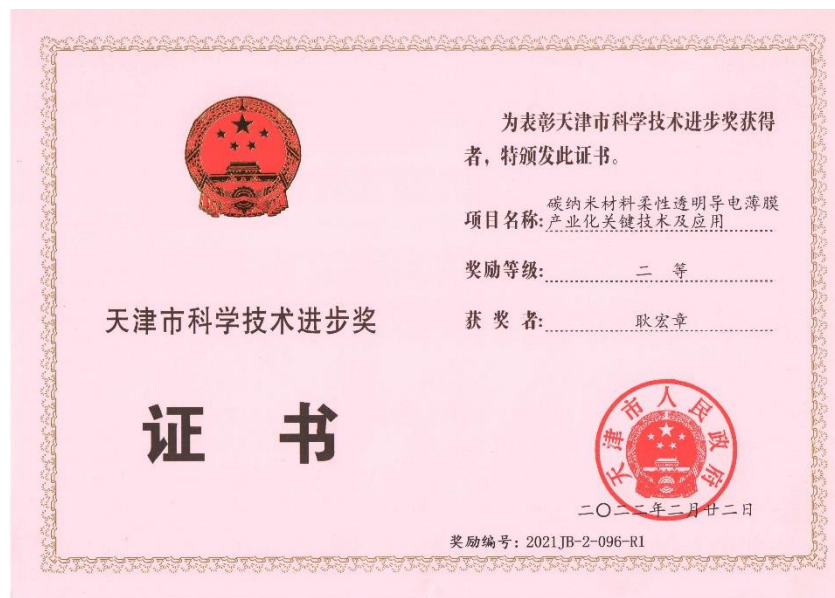 天津市科学技术进步奖
证 书
为表彰天津市科学技术进步奖获得
者，特颁发此证书。
项目名称:碳纳米材料柔性透明导电薄膜
产业化关键技术及应用
奖励等级: 二 等
获 奖 者: 耿宏章
天津市人民政府
二〇二二年二月廿二日
奖励编号: 2021JB-2-096-R1